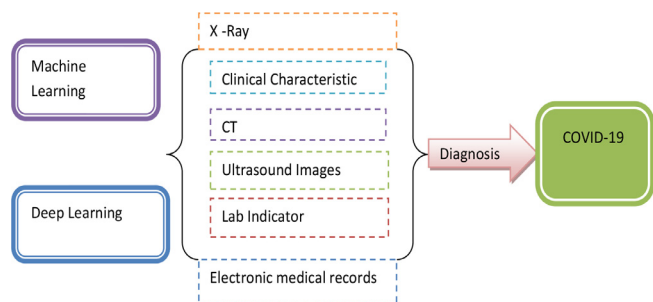 Machine
Learning
Deep Learning
X -Ray
Clinical Characteristic
CT
Ultrasound Images
Lab Indicator
Electronic medical records
Diagnosis
COVID-19